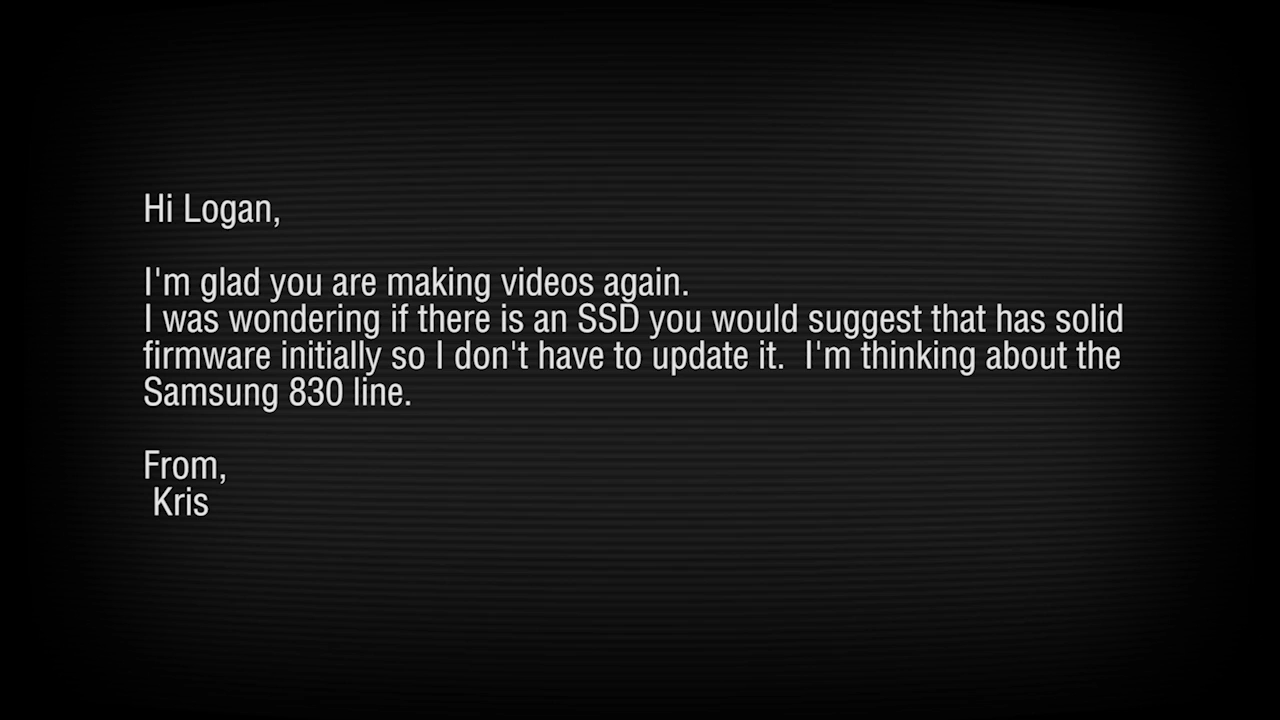 Hi Logan,
I'm glad you are making videos again.
I was wondering if there is an SSD you would suggest that has solid
firmware initially so I don't have to update it.  I'm thinking about the
Samsung 830 line.
From,
Kris